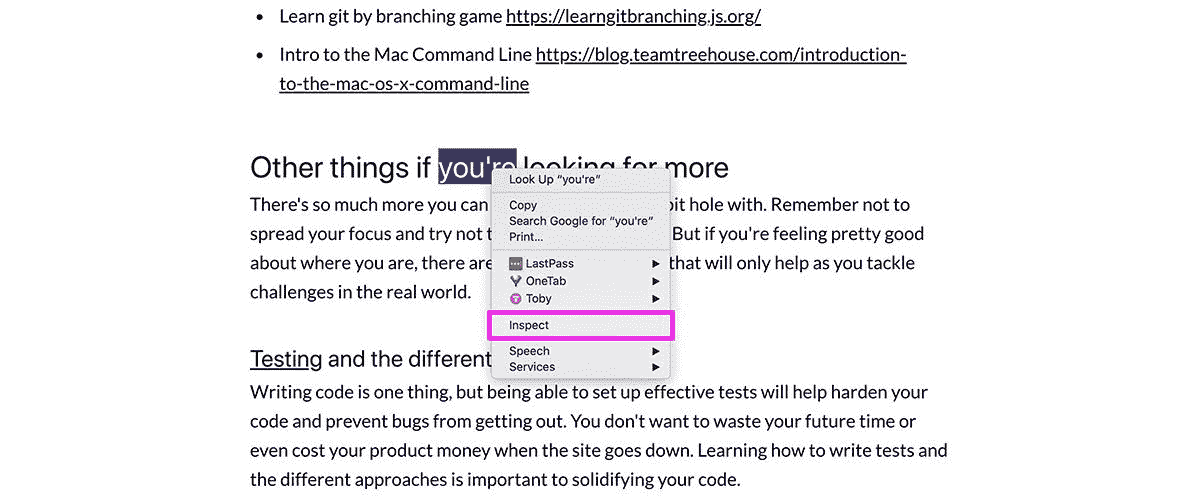 Learn git by branching game https://learngitbranching.js.org/
Intro to the Mac Command Line https://blog.teamtreehouse.com/introduction-
to-the-mac-os-x-command-line
Other things if you're looking for more
Look Up “you're”
There's so much more you can
Copy
bit hole with. Remember not to
Search Google for “you're”
spread your focus and try not
Print...
But if you're feeling pretty good
about where you are, there are
LastPass
that will only help as you tackle
OneTab
challenges in the real world.
Toby
Inspect
Testing and the different
Speech
Services
Writing code is one thing, but being able to set up effective tests will help harden your
code and prevent bugs from getting out. You don't want to waste your future time or
even cost your product money when the site goes down. Learning how to write tests and
the different approaches is important to solidifying your code.